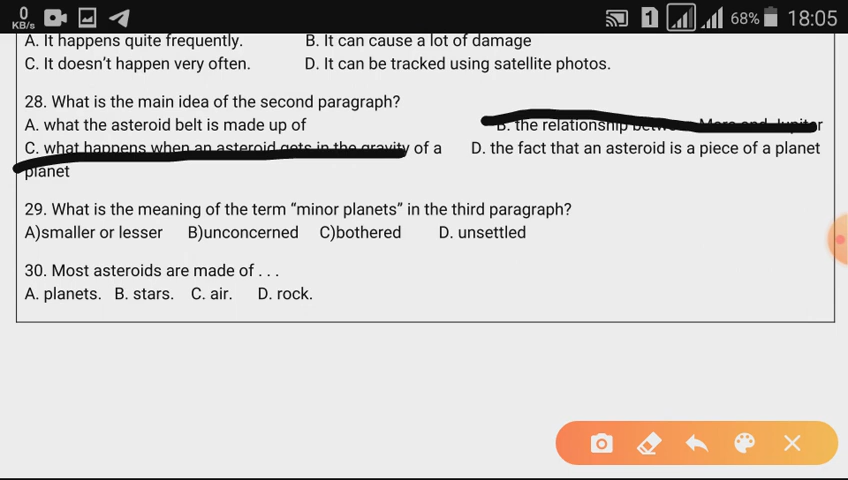 0
KB/s 1 68% 18:05
A. It happens quite frequently. B. It can cause a lot of damage
C. It doesn't happen very often. D. It can be tracked using satellite photos.
28. What is the main idea of the second paragraph?
A. what the asteroid belt is made up of B. the relationship between Mars and Jupiter
C. what happens when an asteroid gets in the gravity of a D. the fact that an asteroid is a piece of a planet
planet
29. What is the meaning of the term “minor planets” in the third paragraph?
A)smaller or lesser B)unconcerned C)bothered D. unsettled
30. Most asteroids are made of . . .
A. planets. B. stars. C. air. D. rock.